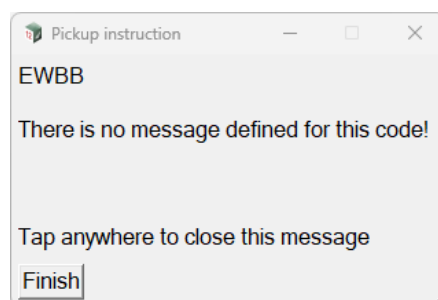 Pickup instruction
EWBB
There is no message defined for this code!
Tap anywhere to close this message
Finish